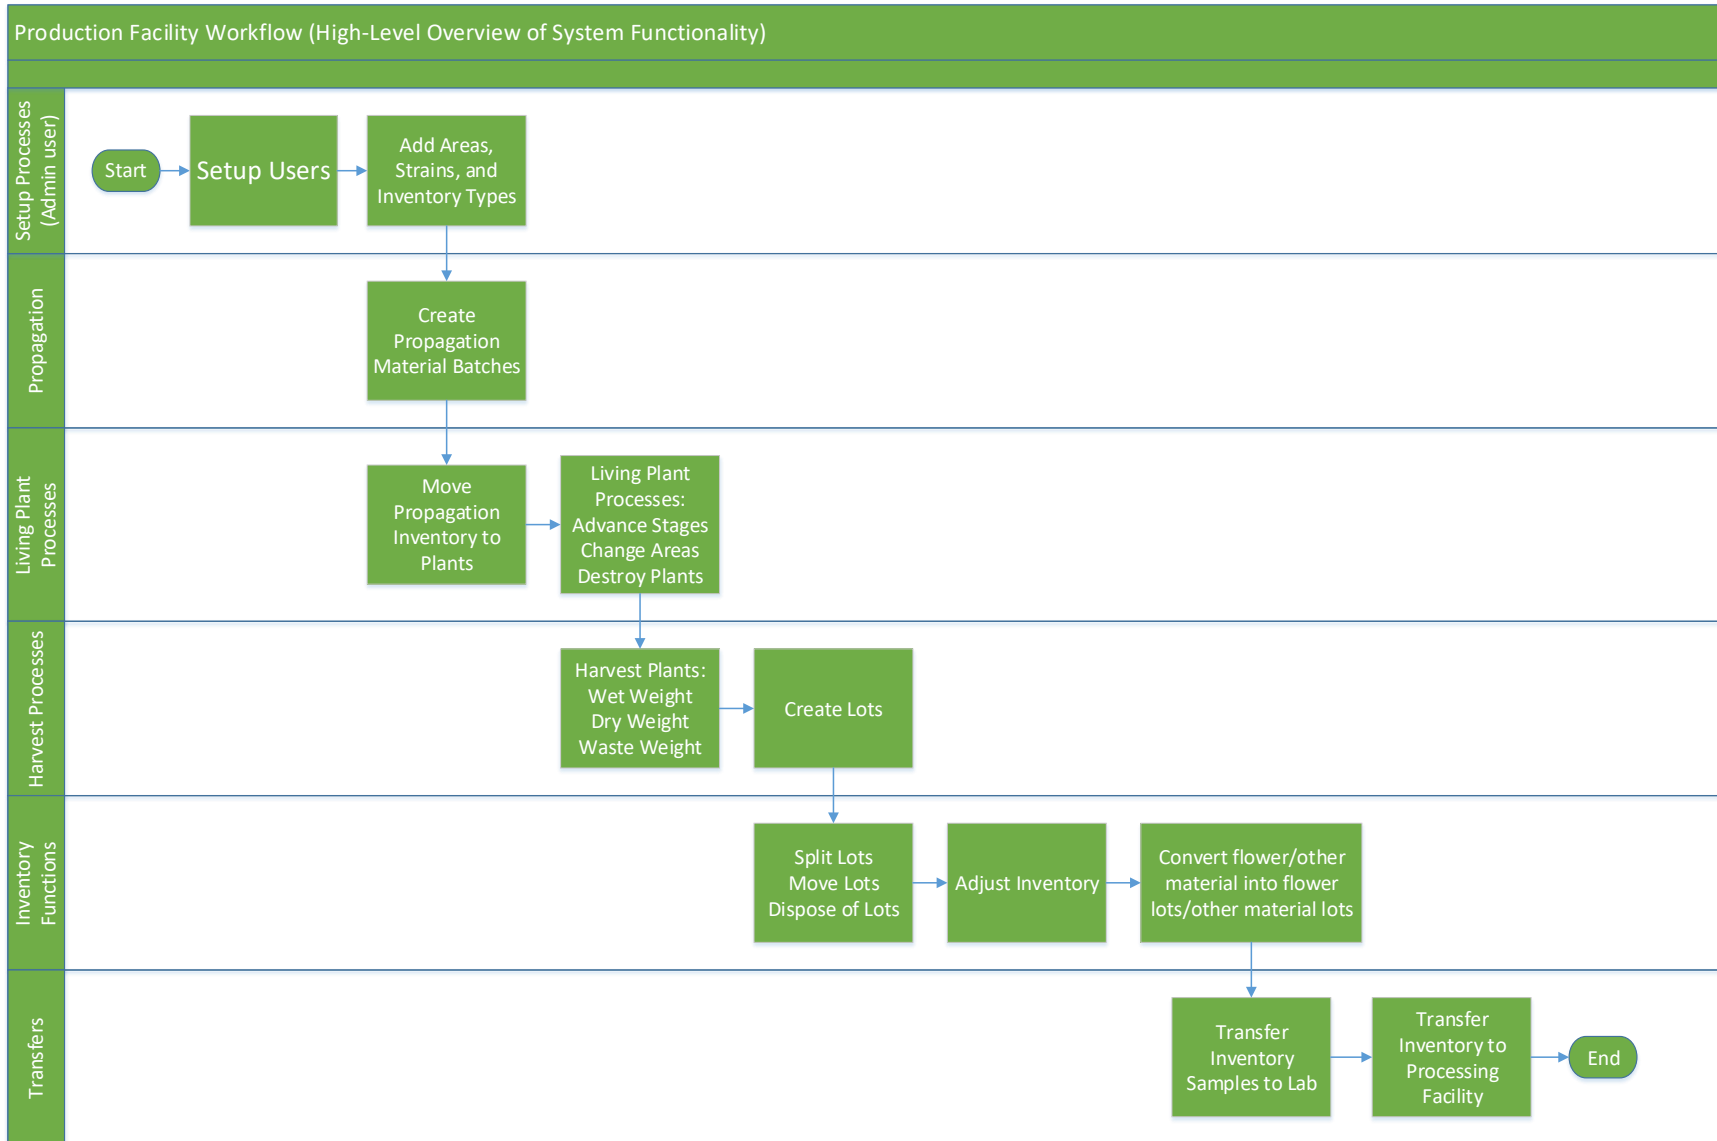 Production Facility Workflow (High-Level Overview of System Functionality)
Setup Processes
(Admin user)
Start
Setup Users
Add Areas,
Strains, and
Inventory Types
Propagation
Create
Propagation
Material Batches
Living Plant
Processes
Move
Propagation
Inventory to
Plants
Living Plant
Processes:
Advance Stages
Change Areas
Destroy Plants
Harvest Processes
Harvest Plants:
Wet Weight
Dry Weight
Waste Weight
Create Lots
Inventory
Functions
Split Lots
Move Lots
Dispose of Lots
Adjust Inventory
Convert flower/other
material into flower
lots/other material lots
Transfers
Transfer
Inventory
Samples to Lab
Transfer
Inventory to
Processing
Facility
End